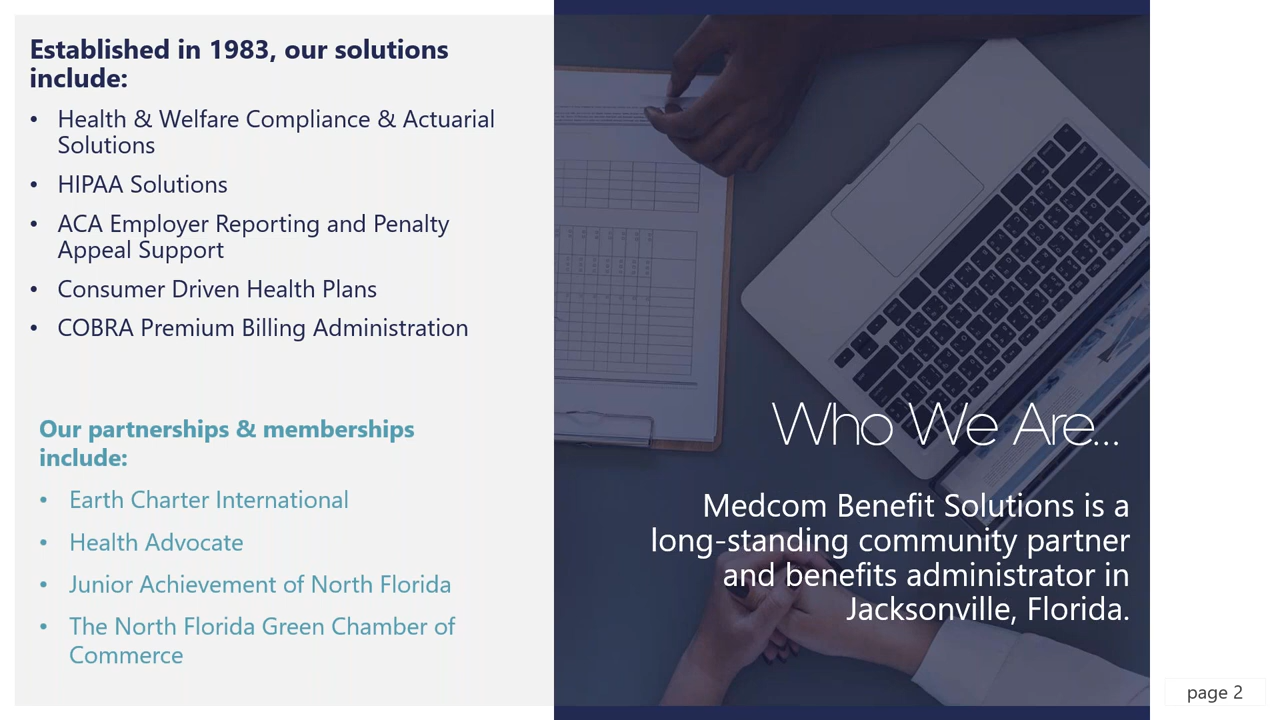 Established in 1983, our solutions
include:
• Health & Welfare Compliance & Actuarial
Solutions
• HIPAA Solutions
• ACA Employer Reporting and Penalty
Appeal Support
• Consumer Driven Health Plans
• COBRA Premium Billing Administration
Our partnerships & memberships
include:
• Earth Charter International
• Health Advocate
• Junior Achievement of North Florida
• The North Florida Green Chamber of
Commerce
Who We Are...
Medcom Benefit Solutions is a
long-standing community partner
and benefits administrator in
Jacksonville, Florida.
page 2